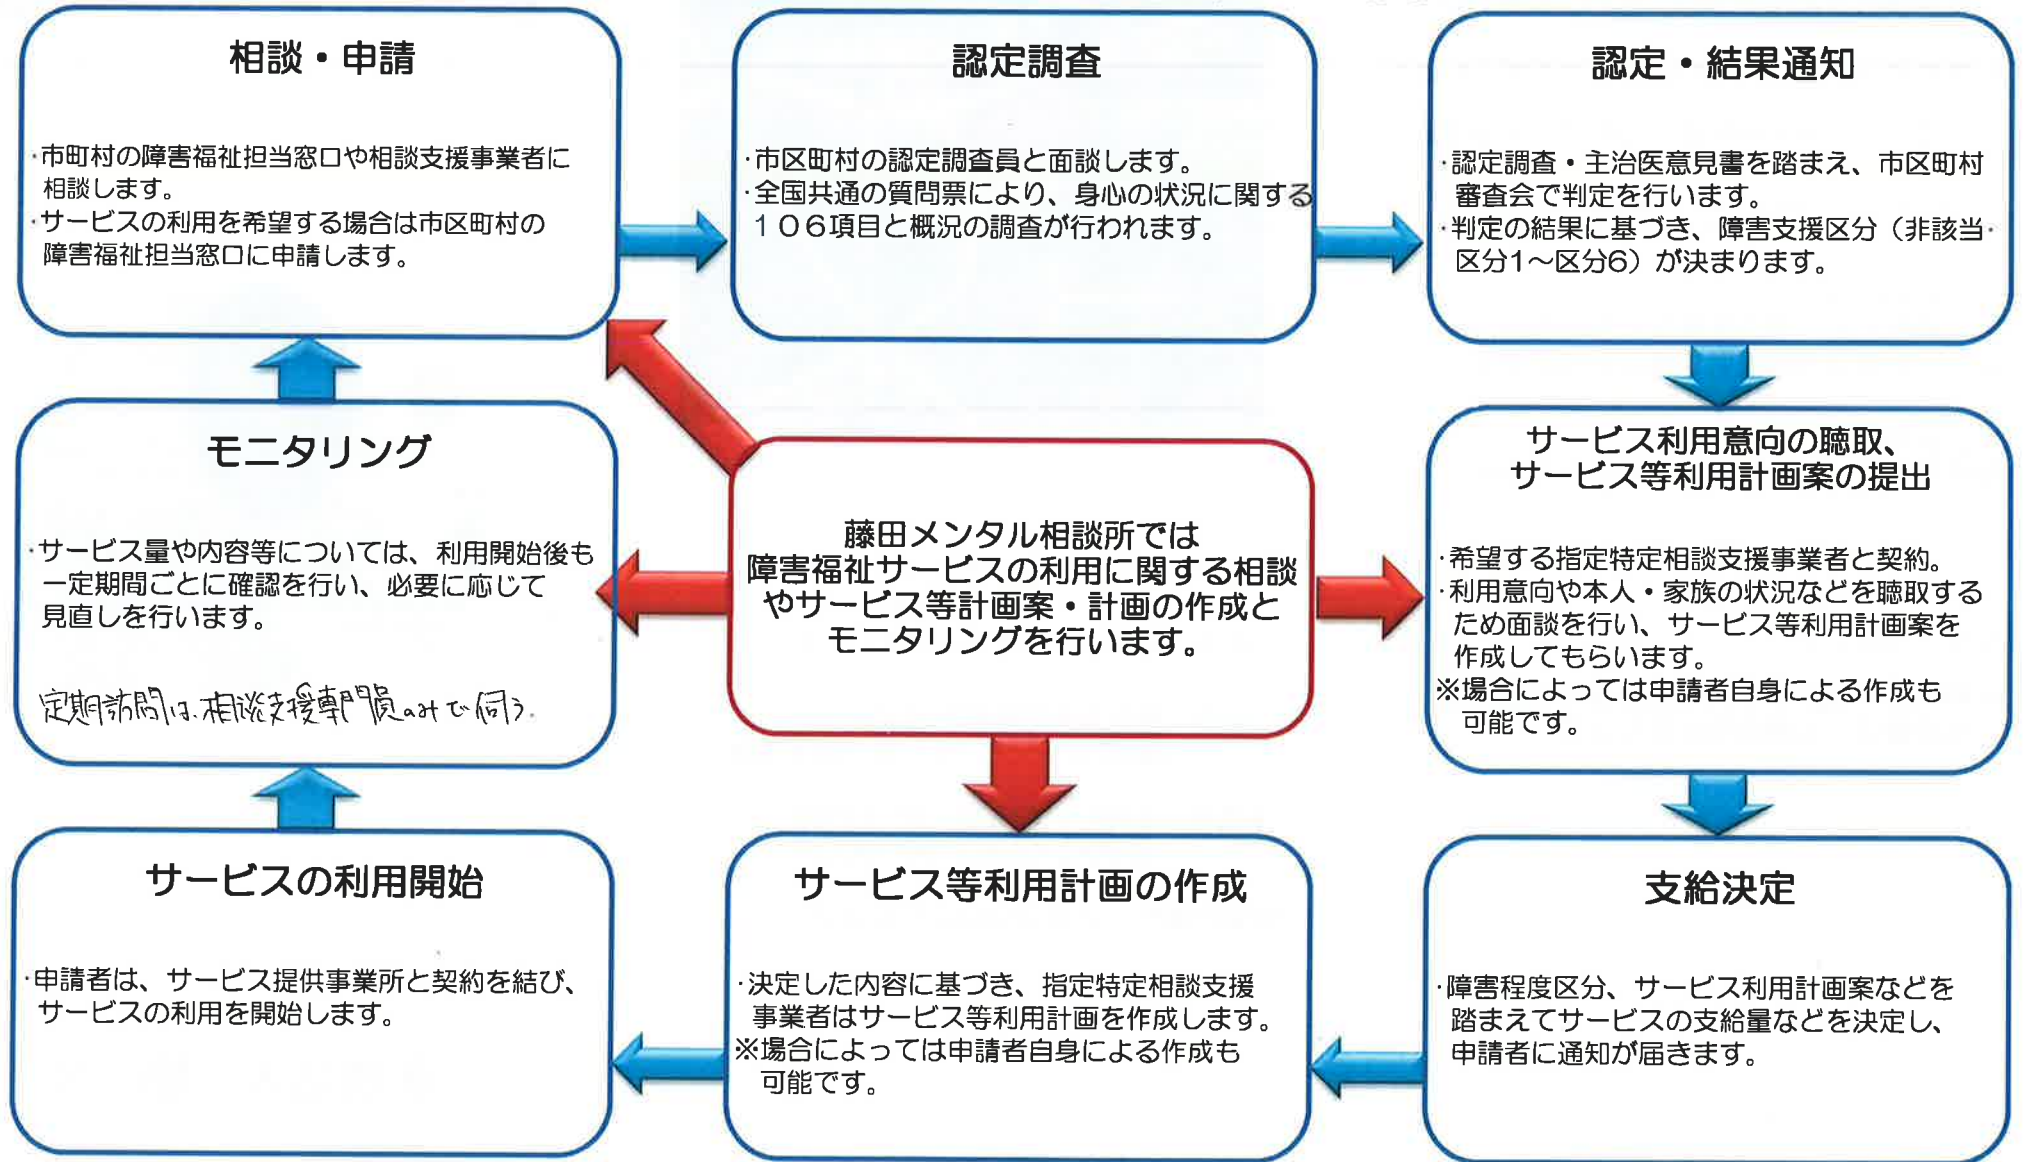 相談・申請
・市町村の障害福祉担当窓口や相談支援事業者に
相談します。
・サービスの利用を希望する場合は市区町村の
障害福祉担当窓口に申請します。
認定調査
・市区町村の認定調査員と面談します。
・全国共通の質問票により、身心の状況に関する
１０６項目と概況の調査が行われます。
認定・結果通知
・認定調査・主治医意見書を踏まえ、市区町村
審査会で判定を行います。
・判定の結果に基づき、障害支援区分（非該当・
区分1～区分6）が決まります。
サービス利用意向の聴取、
サービス等利用計画案の提出
・希望する指定特定相談支援事業者と契約。
・利用意向や本人・家族の状況などを聴取する
ため面談を行い、サービス等利用計画案を
作成してもらいます。
※場合によっては申請者自身による作成も
可能です。
支給決定
・障害程度区分、サービス利用計画案などを
踏まえてサービスの支給量などを決定し、
申請者に通知が届きます。
サービス等利用計画の作成
・決定した内容に基づき、指定特定相談支援
事業者はサービス等利用計画を作成します。
※場合によっては申請者自身による作成も
可能です。
サービスの利用開始
・申請者は、サービス提供事業所と契約を結び、
サービスの利用を開始します。
モニタリング
・サービス量や内容等については、利用開始後も
一定期間ごとに確認を行い、必要に応じて
見直しを行います。
定期訪問は、相談支援専門員のみで伺う。
藤田メンタル相談所では
障害福祉サービスの利用に関する相談
やサービス等計画案・計画の作成と
モニタリングを行います。